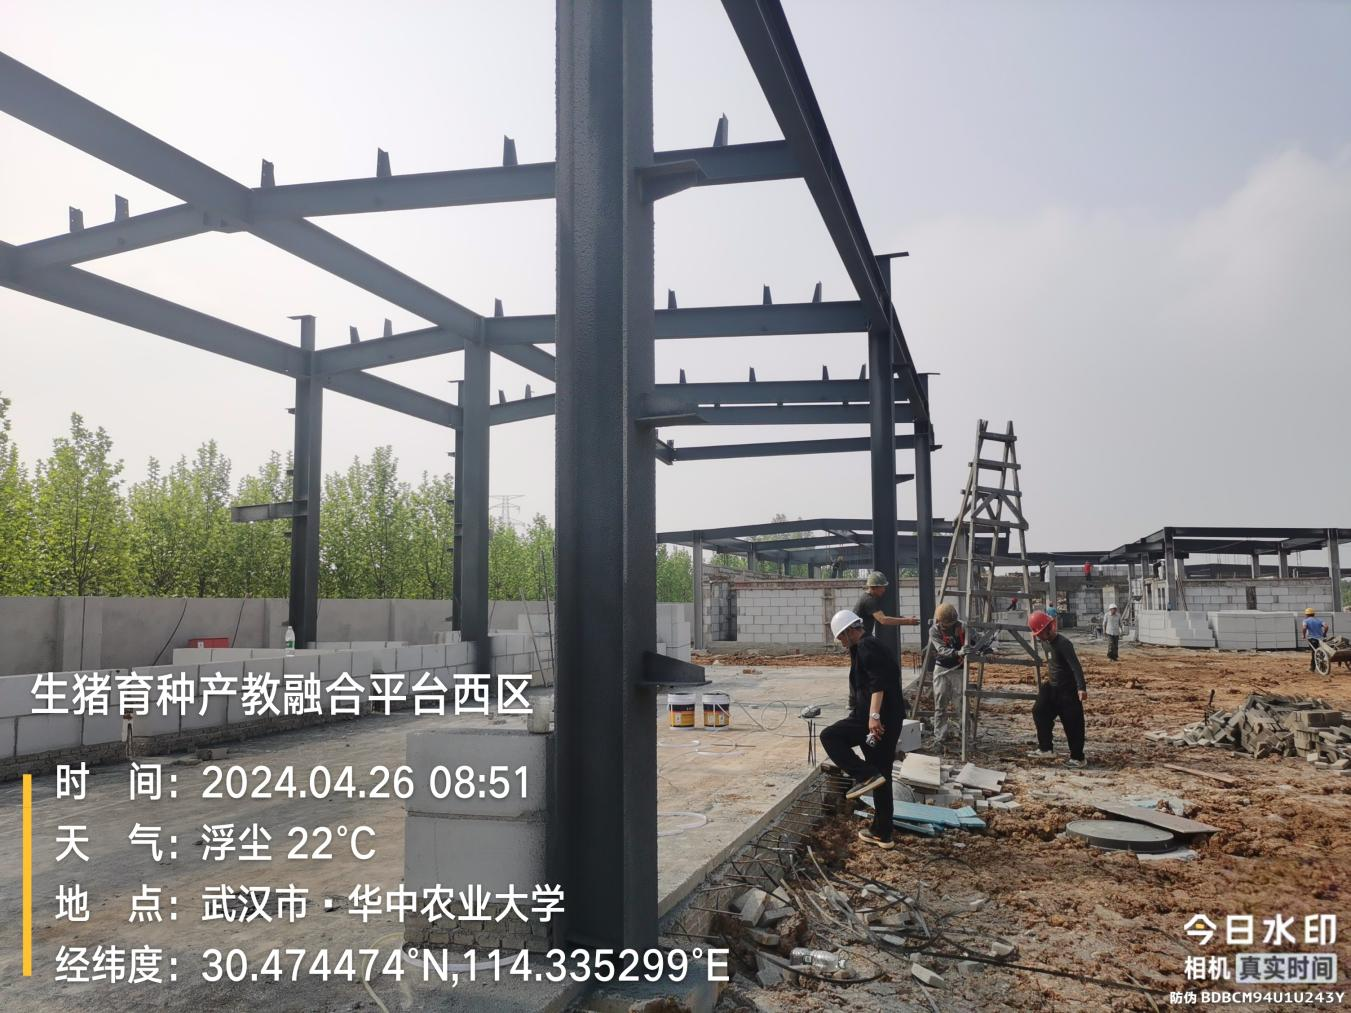 生猪育种产教融合平台西区
时 间：2024.04.26 08:51
天 气：浮尘 22°C
地 点：武汉市·华中农业大学
经纬度：30.474474°N,114.335299°E
今日水印
相机 真实时间
防伪 BDBCM94U1U243Y